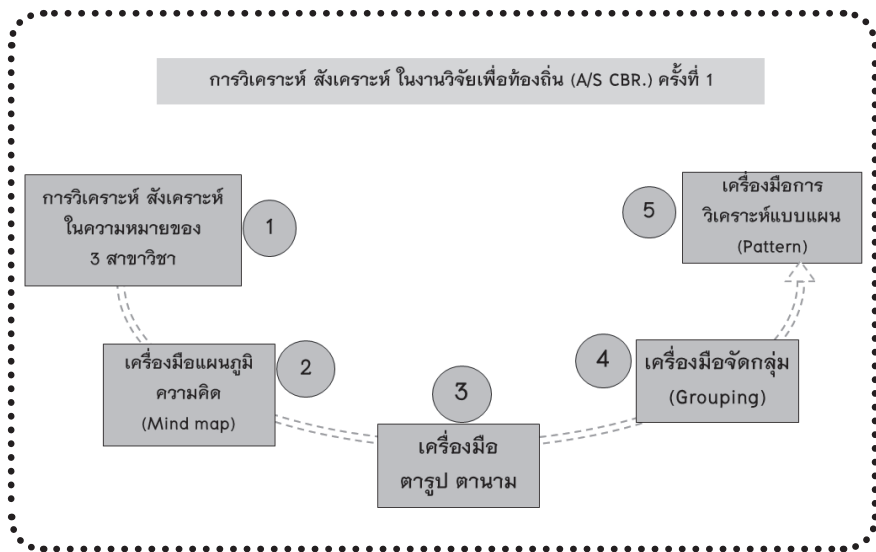 การวิเคราะห์ สังเคราะห์ ในงานวิจัยเพื่อท้องถิ่น (A/S CBR.) ครั้งที่ 1
การวิเคราะห์ สังเคราะห์
ในความหมายของ
3 สาขาวิชา
1
เครื่องมือแผนภูมิ
ความคิด
(Mind map)
2
3
เครื่องมือ
ตารูป ตานาม
4
เครื่องมือจัดกลุ่ม
(Grouping)
5
เครื่องมือการ
วิเคราะห์แบบแผน
(Pattern)